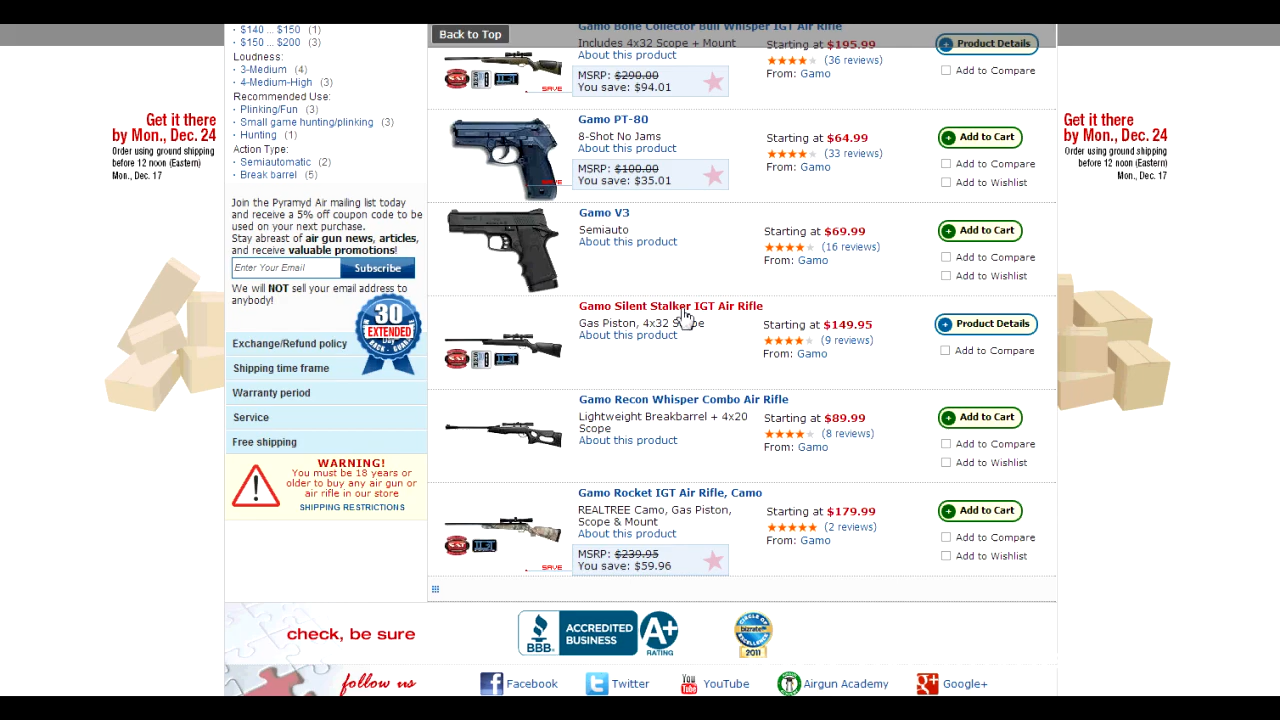 Get it there
by Mon., Dec. 24
Order using ground shipping
before 12 noon (Eastern)
Mon., Dec. 17
$140 ... $150 (1)
$150 ... $200 (3)
Loudness:
3-Medium (4)
4-Medium-High (3)
Recommended Use:
Plinking/Fun (3)
Small game hunting/plinking (3)
Hunting (1)
Action Type:
Semiautomatic (2)
Break barrel (5)
Join the Pyramyd Air mailing list today
and receive a 5% off coupon code to be
used on your next purchase.
Stay abreast of air gun news, articles,
and receive valuable promotions!
Enter Your Email Subscribe
We will NOT sell your email address to
anybody!
30
EXTENDED
Exchange/Refund policy
Shipping time frame
Warranty period
Service
Free shipping
WARNING!
You must be 18 years or
older to buy any air gun or
air rifle in our store
SHIPPING RESTRICTIONS
Back to Top
Gamo Bone Collector Bull Whisper IGT Air Rifle
Includes 4x32 Scope + Mount
About this product
MSRP: $290.00
You save: $94.01
SAVE
Starting at $195.99
(36 reviews)
From: Gamo
Product Details
Add to Compare
Gamo PT-80
8-Shot No Jams
About this product
MSRP: $100.00
You save: $35.01
SAVE
Starting at $64.99
(33 reviews)
From: Gamo
Add to Cart
Add to Compare
Add to Wishlist
Gamo V3
Semiauto
About this product
Starting at $69.99
(16 reviews)
From: Gamo
Add to Cart
Add to Compare
Add to Wishlist
Gamo Silent Stalker IGT Air Rifle
Gas Piston, 4x32 Scope
About this product
Starting at $149.95
(9 reviews)
From: Gamo
Product Details
Add to Compare
Gamo Recon Whisper Combo Air Rifle
Lightweight Breakbarrel + 4x20
Scope
About this product
Starting at $89.99
(8 reviews)
From: Gamo
Add to Cart
Add to Compare
Add to Wishlist
Gamo Rocket IGT Air Rifle, Camo
REALTREE Camo, Gas Piston,
Scope & Mount
About this product
MSRP: $239.95
You save: $59.96
SAVE
Starting at $179.99
(2 reviews)
From: Gamo
Add to Cart
Add to Compare
Add to Wishlist
Get it there
by Mon., Dec. 24
Order using ground shipping
before 12 noon (Eastern)
Mon., Dec. 17
check, be sure
BBB
ACCREDITED
BUSINESS
A+
RATING
bizrate
2011
follow us
Facebook
Twitter
You Tube
YouTube
Airgun Academy
Google+